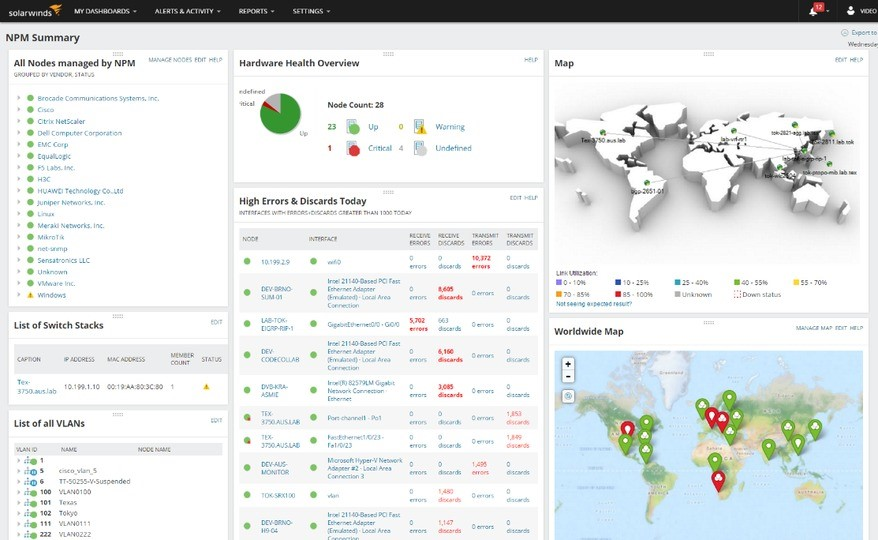 solarwinds MY DASHBOARDS ALERTS & ACTIVITY REPORTS SETTINGS 12 VIDEO
NPM Summary
Export to
Wednesday
All Nodes managed by NPM MANAGE NODES EDIT HELP
GROUPED BY VENDOR, STATUS
Brocade Communications Systems, Inc.
Cisco
Citrix NetScaler
Dell Computer Corporation
EMC Corp
EqualLogic
F5 Labs, Inc.
H3C
HUAWEI Technology Co.,Ltd
Juniper Networks, Inc.
Linux
Meraki Networks, Inc.
MikroTik
net-snmp
Sensatronics LLC
Unknown
VMware Inc.
Windows
List of Switch Stacks EDIT
CAPTION IP ADDRESS MAC ADDRESS MEMBER COUNT STATUS
Tex-
3750.aus.lab 10.199.1.10 00:19:AA:80:3C:80 1
List of all VLANs EDIT
VLAN ID NAME NODE NAME
1
5 cisco_vlan_5
6 TT-50255-V-Suspended
100 VLAN0100
101 Texas
102 Tokyo
111 VLAN0111
222 VLAN0222
Hardware Health Overview HELP
ndefined
ritical
Up
Node Count: 28
23 Up 0 Warning
1 Critical 4 Undefined
High Errors & Discards Today EDIT HELP
INTERFACES WITH ERRORS+DISCARDS GREATER THAN 1000 TODAY
NODE INTERFACE RECEIVE ERRORS RECEIVE DISCARDS TRANSMIT ERRORS TRANSMIT DISCARDS
10.199.2.9 0 errors 0 discards 10,372 errors 0 discards
DEV-BRNO-
SUM-01 Intel 21140-Based PCI Fast
Ethernet Adapter
(Emulated) - Local Area
Connection 0 errors 8,605 discards 0 errors 0 discards
LAB-TOK-
EIGRP-RIP-1 GigabitEthernet0/0 - Gi0/0 5,702 errors 663 discards 0 errors 0 discards
DEV-
CODECOLLAB Intel 21140-Based PCI Fast
Ethernet Adapter
(Emulated) - Local Area
Connection 0 errors 6,160 discards 0 errors 0 discards
DVB-KRA-
ASMIE Intel(R) 82579LM Gigabit
Network Connection -
Ethernet 0 errors 3,085 discards 0 errors 0 discards
TEX-
3750.AUS.LAB Port-channel1 - Po1 0 errors 0 discards 0 errors 1,853 discards
TEX-
3750.AUS.LAB FastEthernet1/0/23 -
Fa1/0/23 0 errors 0 discards 0 errors 1,849 discards
DEV-AUS-
MONITOR Microsoft Hyper-V Network
Adapter #2 - Local Area
Connection 3 0 errors 0 discards 1,495 errors 0 discards
TOK-SRX100 vlan 0 errors 1,480 discards 0 errors 0 discards
DEV-BRNO-
H9-04 Intel 21140-Based PCI Fast
Ethernet Adapter
(Emulated) - Local Area
Connection 0 errors 1,147 discards 0 errors 0 discards
Map EDIT HELP
Tex-3750.aus.lab
bgp-2651-01
Link Utilization:
0 - 10% 10 - 25% 25 - 40% 40 - 55% 55 - 70%
70 - 85% 85 - 100% Unknown Down status
Not seeing expected result?
Worldwide Map MANAGE MAP EDIT HELP
+
-